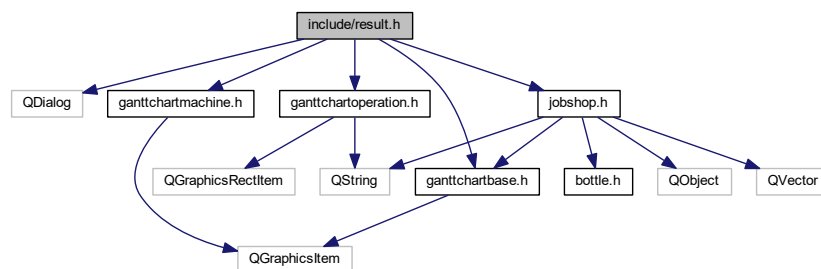 include/result.h
QDialog
ganttchartmachine.h
ganttchartoperation.h
jobshop.h
QGraphicsRectItem
QString
ganttchartbase.h
bottle.h
QObject
QVector
QGraphicsItem